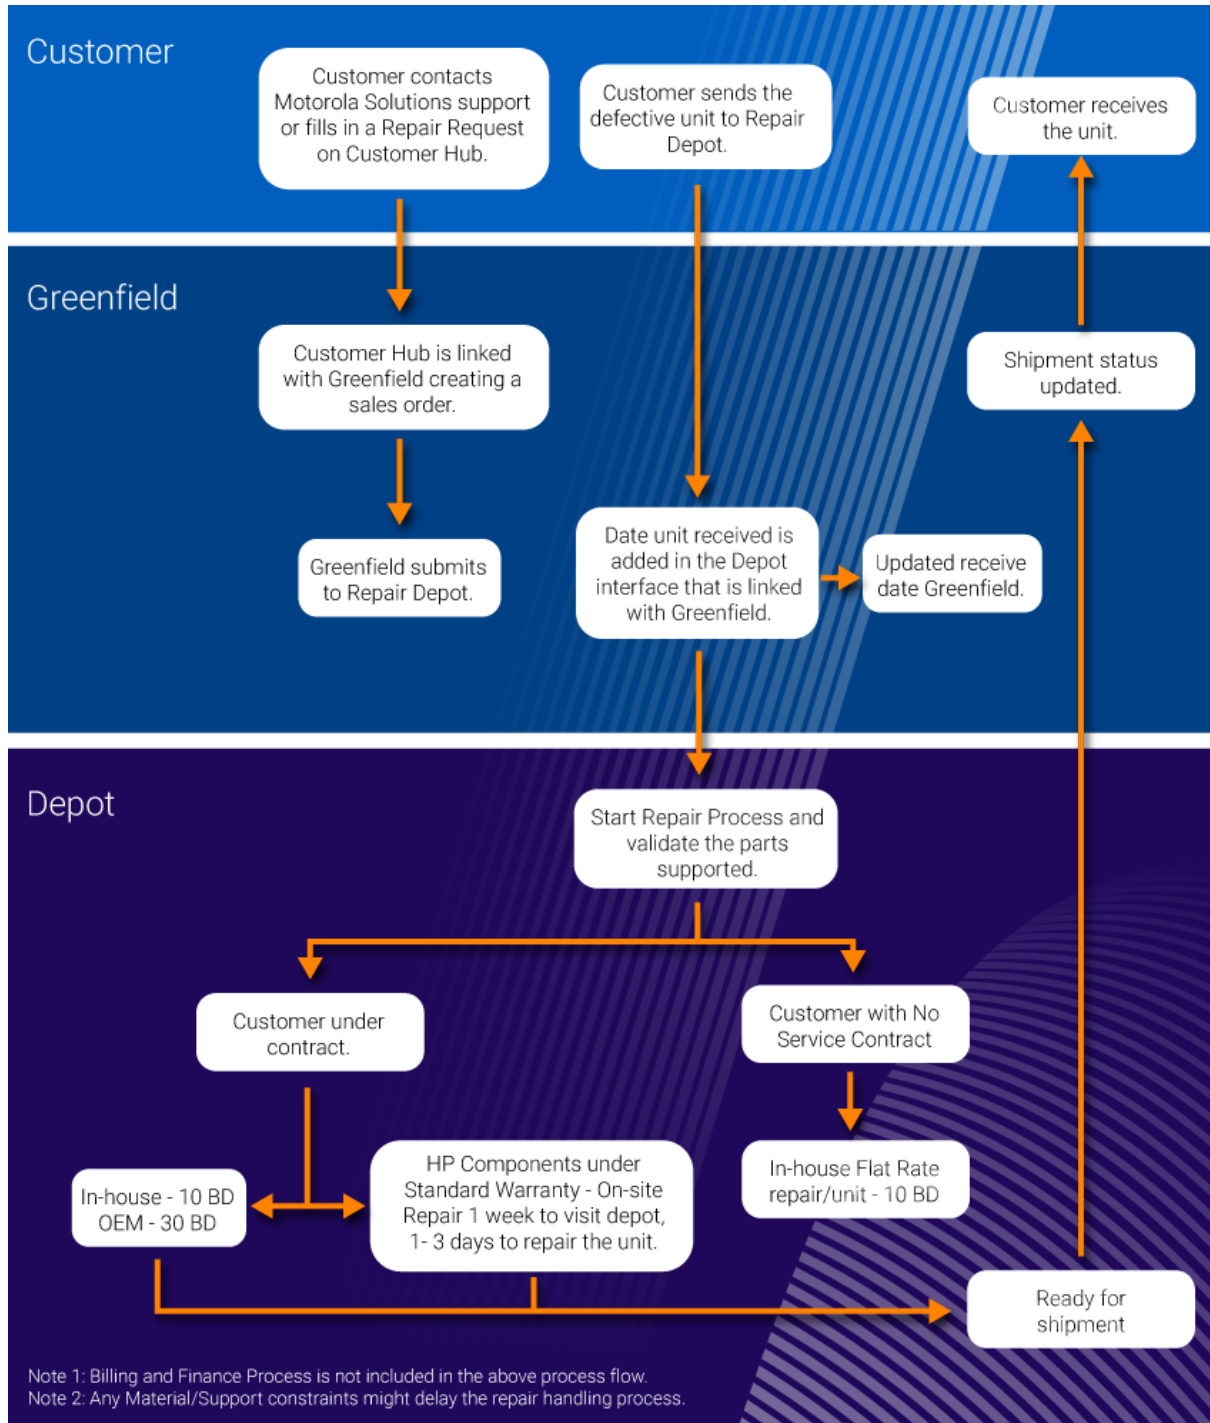 Customer
Customer contacts
Motorola Solutions support
or fills in a Repair Request
on Customer Hub.
Customer sends the
defective unit to Repair
Depot.
Customer receives
the unit.
Greenfield
Customer Hub is linked
with Greenfield creating a
sales order.
Shipment status
updated.
Greenfield submits
to Repair Depot.
Date unit received is
added in the Depot
interface that is linked
with Greenfield.
Updated receive
date Greenfield.
Depot
Start Repair Process and
validate the parts
supported.
Customer under
contract.
Customer with No
Service Contract
In-house - 10 BD
OEM - 30 BD
HP Components under
Standard Warranty - On-site
Repair 1 week to visit depot,
1- 3 days to repair the unit.
In-house Flat Rate
repair/unit - 10 BD
Ready for
shipment
Note 1: Billing and Finance Process is not included in the above process flow.
Note 2: Any Material/Support constraints might delay the repair handling process.